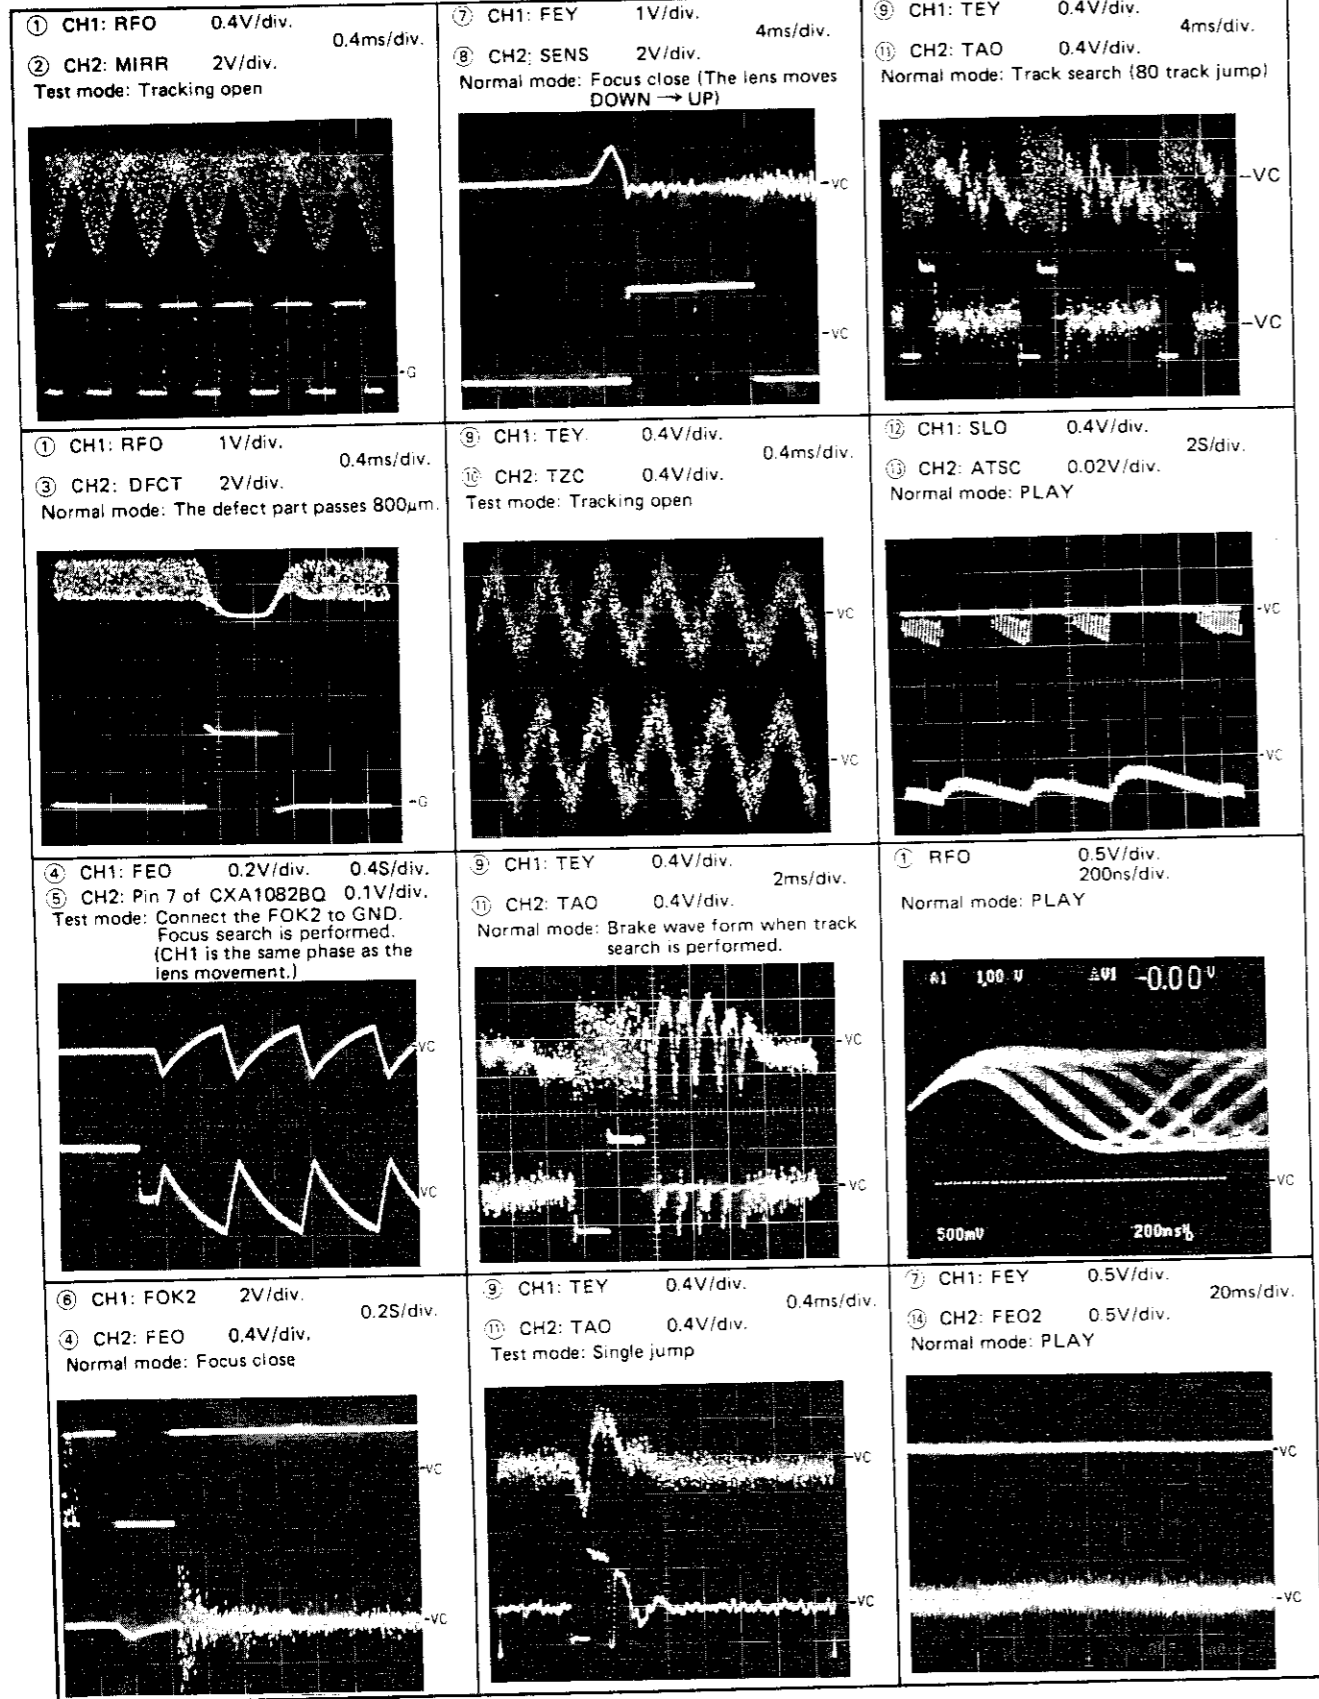 ① CH1: RFO 0.4V/div.
0.4ms/div.
② CH2: MIRR 2V/div.
Test mode: Tracking open
-G
⑦ CH1: FEY 1V/div.
4ms/div.
⑧ CH2: SENS 2V/div.
Normal mode: Focus close (The lens moves
DOWN → UP)
-VC
-VC
⑨ CH1: TEY 0.4V/div.
4ms/div.
⑪ CH2: TAO 0.4V/div.
Normal mode: Track search (80 track jump)
-VC
-VC
① CH1: RFO 1V/div.
0.4ms/div.
③ CH2: DFCT 2V/div.
Normal mode: The defect part passes 800μm.
-G
⑨ CH1: TEY 0.4V/div.
0.4ms/div.
⑩ CH2: TZC 0.4V/div.
Test mode: Tracking open
-VC
-VC
⑫ CH1: SLO 0.4V/div.
2S/div.
⑬ CH2: ATSC 0.02V/div.
Normal mode: PLAY
-VC
-VC
④ CH1: FEO 0.2V/div. 0.4S/div.
⑤ CH2: Pin 7 of CXA1082BQ 0.1V/div.
Test mode: Connect the FOK2 to GND.
Focus search is performed.
(CH1 is the same phase as the
lens movement.)
VC
VC
⑨ CH1: TEY 0.4V/div.
2ms/div.
⑪ CH2: TAO 0.4V/div.
Normal mode: Brake wave form when track
search is performed.
-VC
-VC
① RFO 0.5V/div.
200ns/div.
Normal mode: PLAY
A1 1.00 V ΔV1 -0.00 V
-VC
500mV 200ns
⑥ CH1: FOK2 2V/div.
0.2S/div.
④ CH2: FEO 0.4V/div.
Normal mode: Focus close
-VC
-VC
⑨ CH1: TEY 0.4V/div.
0.4ms/div.
⑪ CH2: TAO 0.4V/div.
Test mode: Single jump
-VC
-VC
⑦ CH1: FEY 0.5V/div.
20ms/div.
⑭ CH2: FEO2 0.5V/div.
Normal mode: PLAY
-VC
-VC